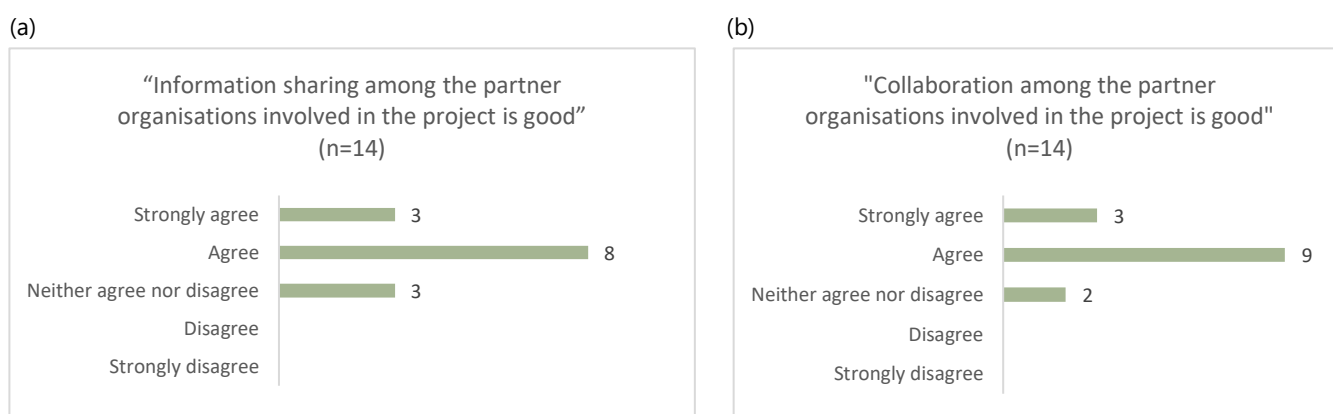 (a)
“Information sharing among the partner
organisations involved in the project is good”
(n=14)
Strongly agree 3
Agree 8
Neither agree nor disagree 3
Disagree
Strongly disagree
(b)
"Collaboration among the partner
organisations involved in the project is good"
(n=14)
Strongly agree 3
Agree 9
Neither agree nor disagree 2
Disagree
Strongly disagree